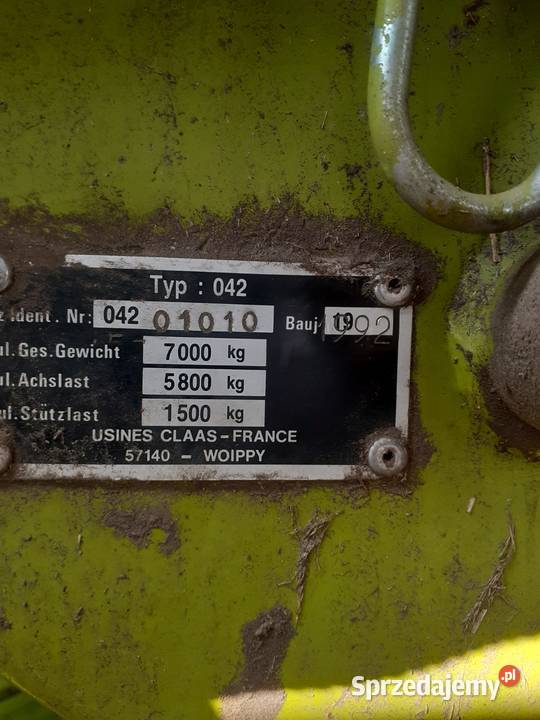 Typ : 042
z Ident. Nr: 042 01010 Bauj 1992
ul. Ges. Gewicht 7000 kg
ul. Achslast 5800 kg
ul. Stützlast 1500 kg
USINES CLAAS-FRANCE
57140 - WOIPPY
Sprzedajemy.pl